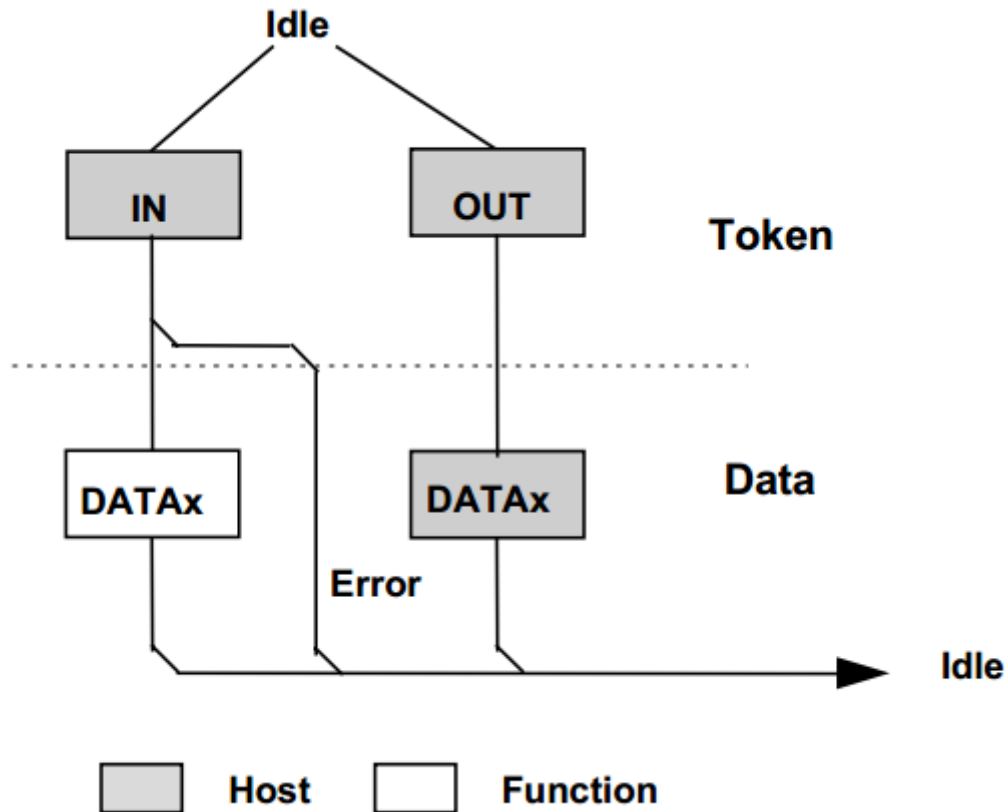 Idle
IN
OUT
Token
DATAx
DATAx
Data
Error
Idle
Host
Function